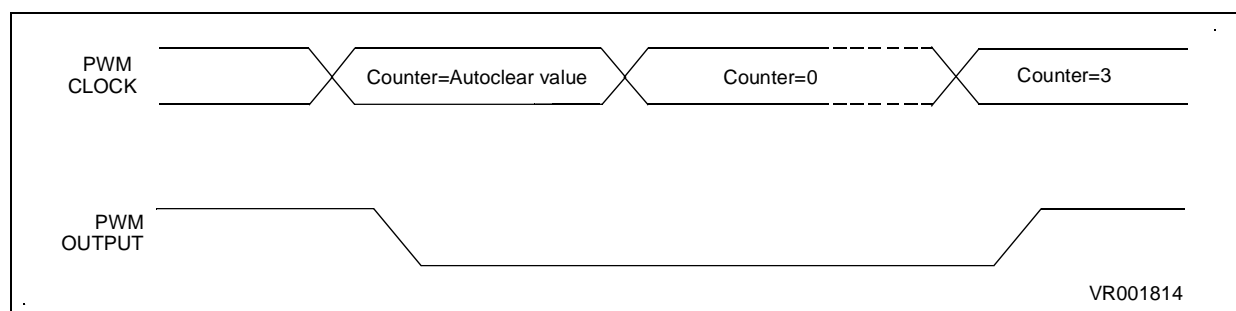 PWM
CLOCK
Counter=Autoclear value
Counter=0
Counter=3
PWM
OUTPUT
VR001814